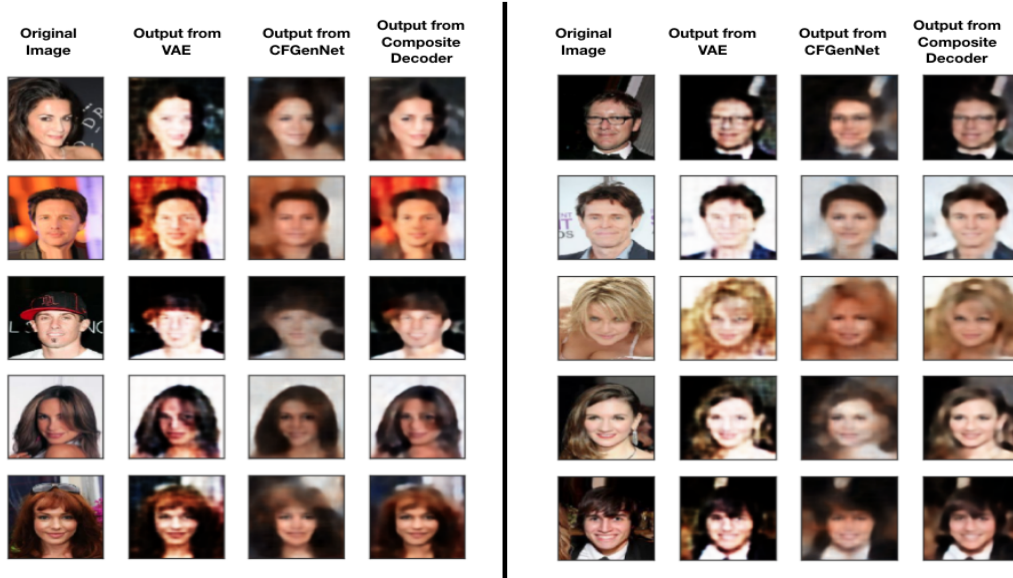 Original
Image
Output from
VAE
Output from
CFGenNet
Output from
Composite
Decoder
Original
Image
Output from
VAE
Output from
CFGenNet
Output from
Composite
Decoder